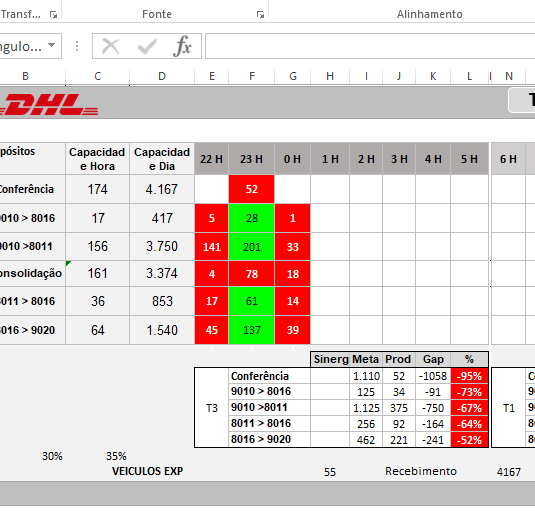 Transf...
Fonte
Alinhamento
ngulo...
fx
B C D E F G H I J K L N
DHL
T
pósitos Capacidad e Hora Capacidad e Dia 22 H 23 H 0 H 1 H 2 H 3 H 4 H 5 H 6 H
Conferência 174 4.167 52
9010 > 8016 17 417 5 28 1
9010 >8011 156 3.750 141 201 33
onsolidação 161 3.374 4 78 18
8011 > 8016 36 853 17 61 14
8016 > 9020 64 1.540 45 137 39
Sinerg Meta Prod Gap %
Conferência 1.110 52 -1058 -95% C
9010 > 8016 125 34 -91 -73% 9
T3 9010 >8011 1.125 375 -750 -67% T1 9
8011 > 8016 256 92 -164 -64% 8
8016 > 9020 462 221 -241 -52% 8
30% 35%
VEICULOS EXP 55 Recebimento 4167